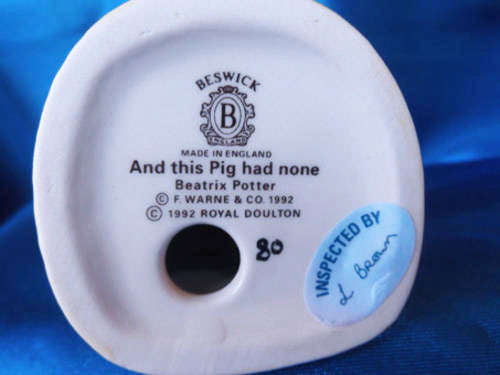 BESWICK
B
ENGLAND
MADE IN ENGLAND
And this Pig had none
Beatrix Potter
© F. WARNE & CO. 1992
© 1992 ROYAL DOULTON
80
INSPECTED BY
L Brown